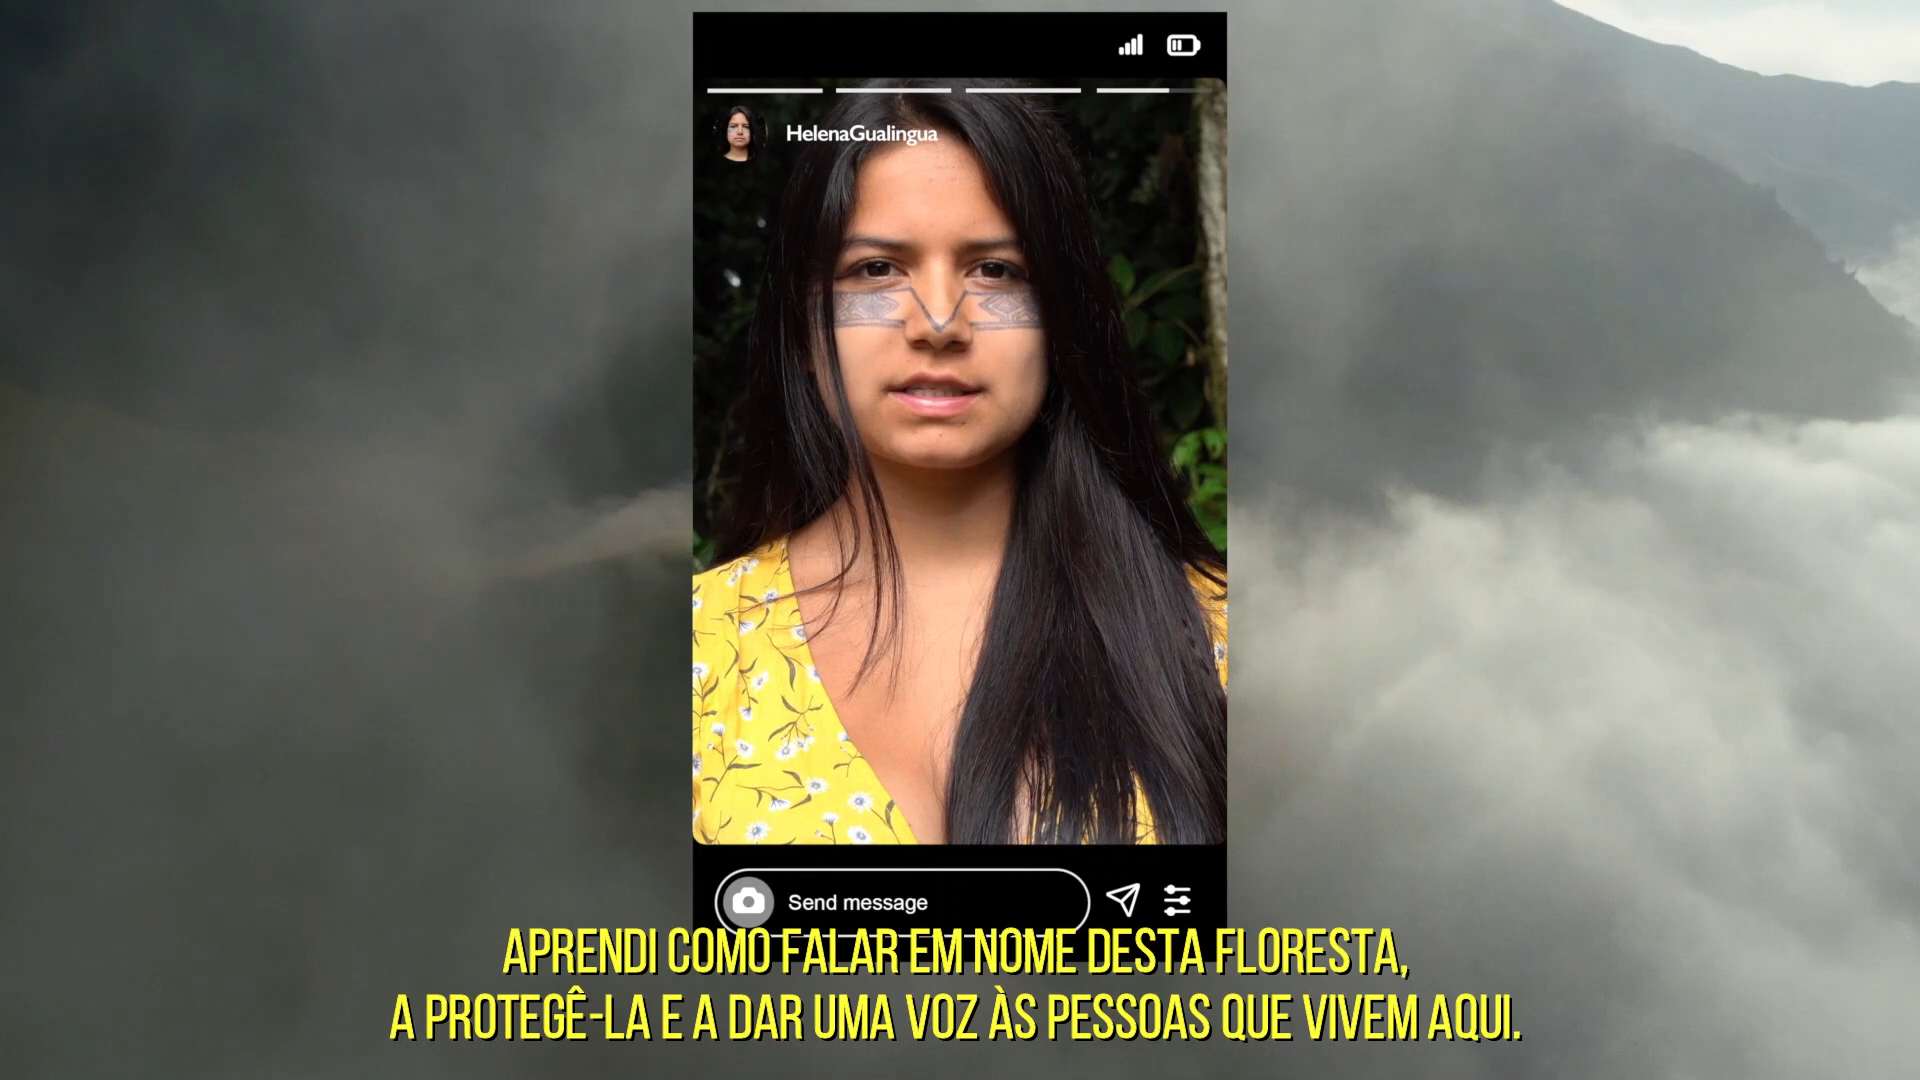 HelenaGualingua
Send message
APRENDI COMO FALAR EM NOME DESTA FLORESTA,
A PROTEGÊ-LA E A DAR UMA VOZ ÀS PESSOAS QUE VIVEM AQUI.